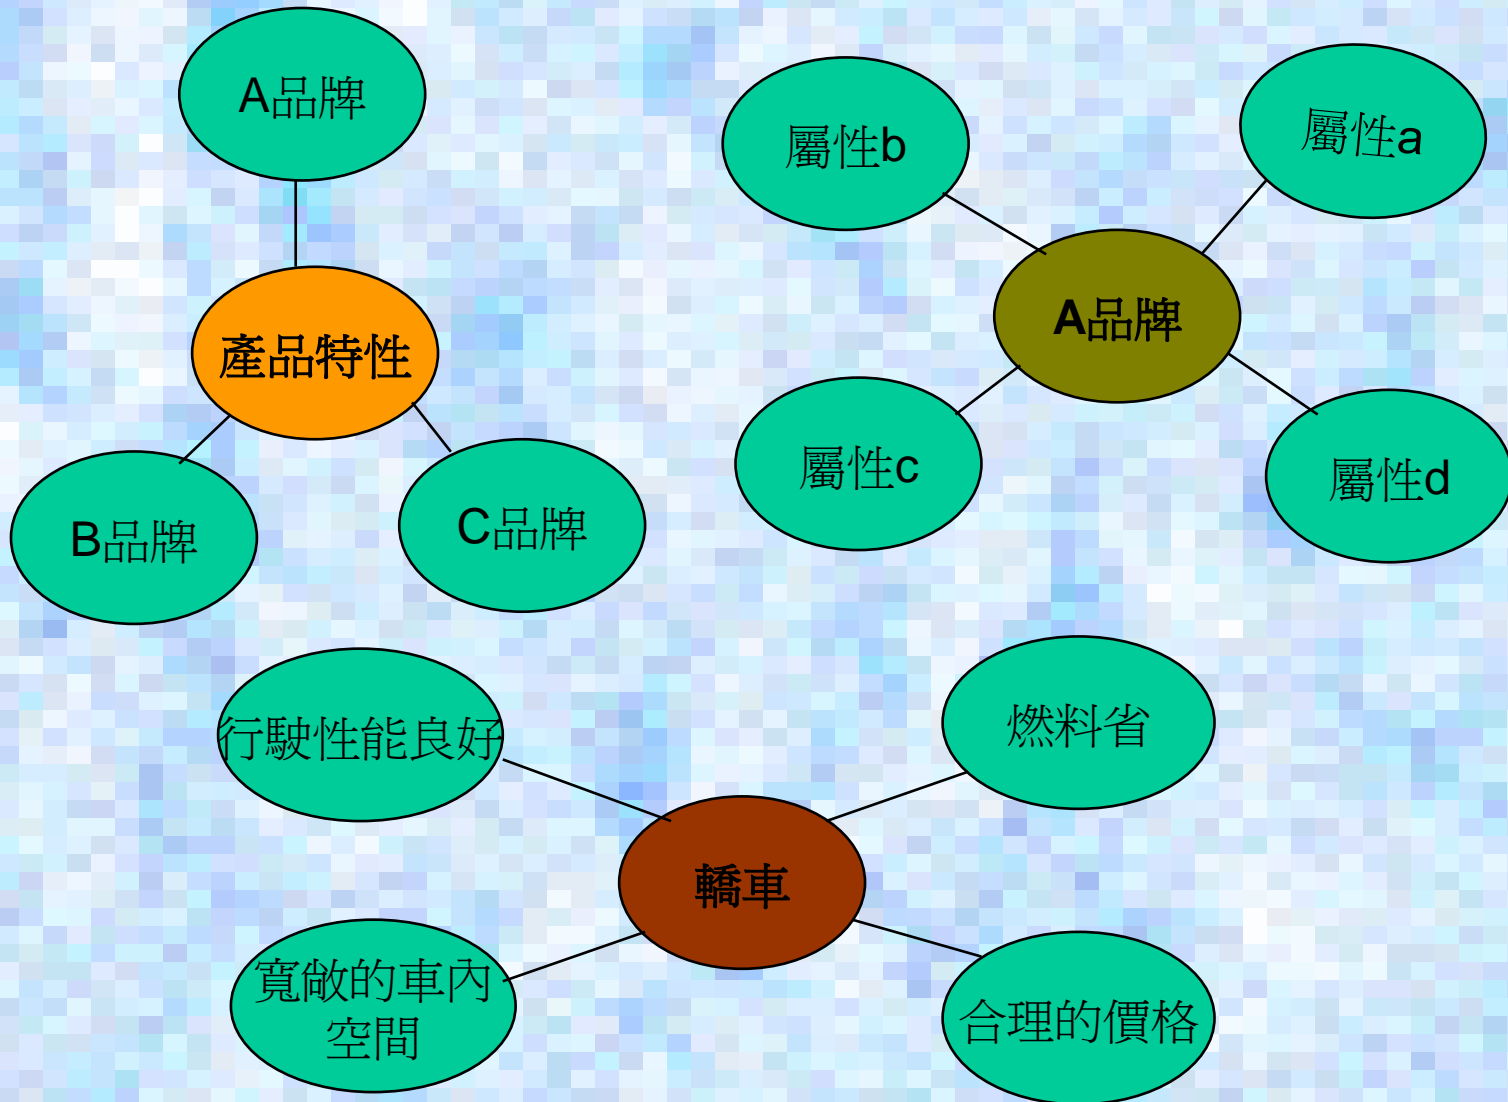 A品牌
產品特性
B品牌
C品牌
屬性b
屬性a
A品牌
屬性c
屬性d
行駛性能良好
燃料省
轎車
寬敞的車內
空間
合理的價格